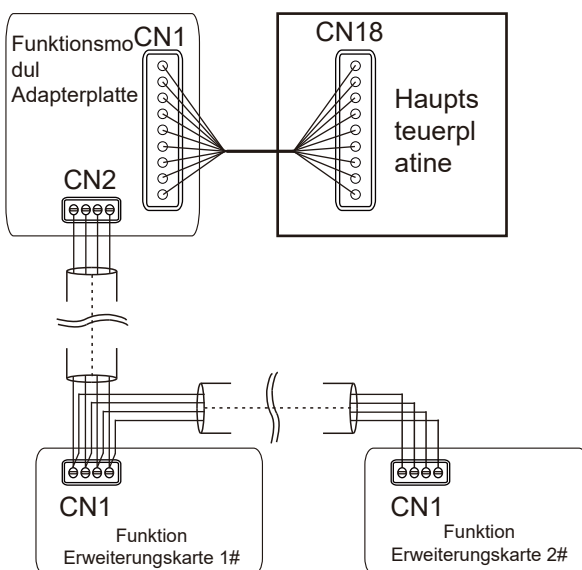 Funktionsmo
dul
Adapterplatte
CN1
CN2
CN18
Haupts
teuerpl
atine
CN1
Funktion
Erweiterungskarte 1#
CN1
Funktion
Erweiterungskarte 2#